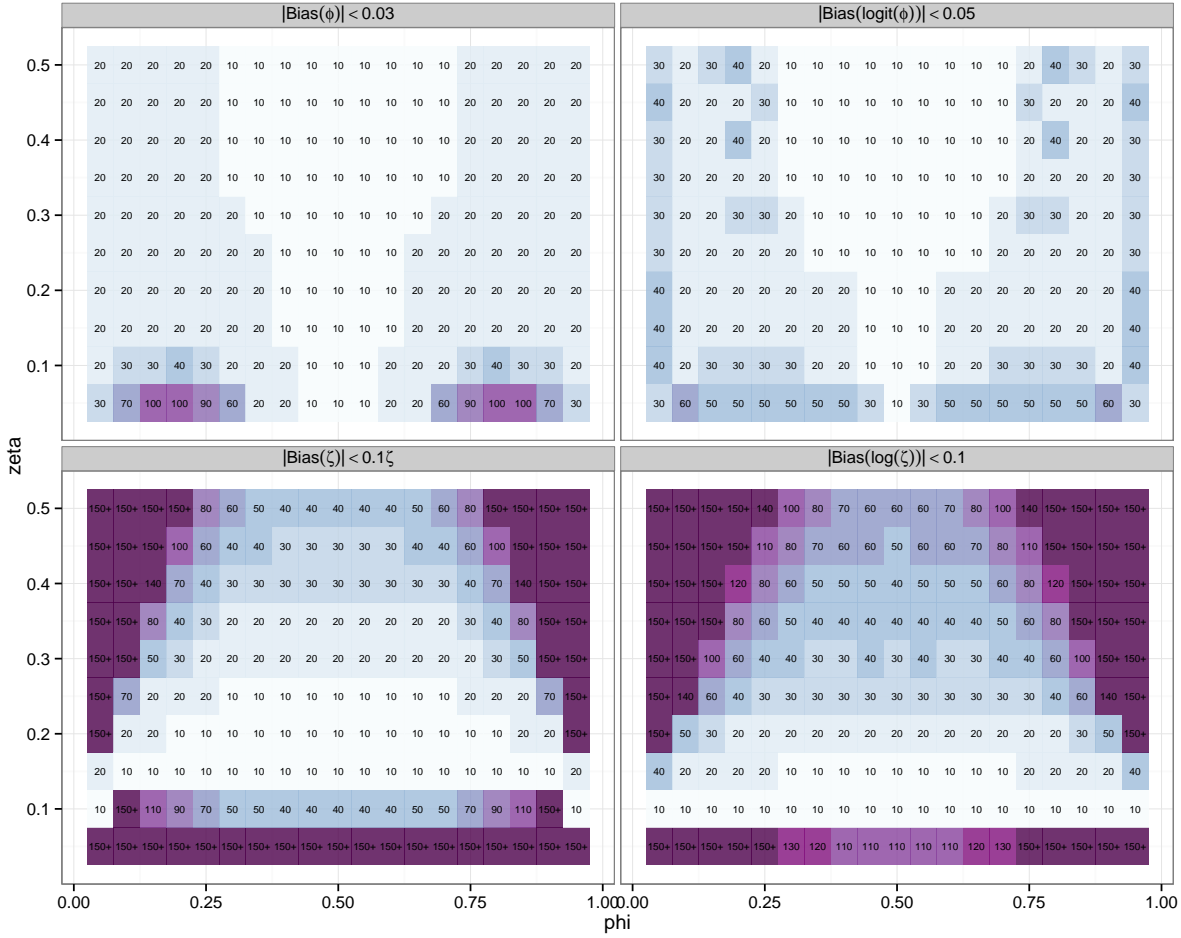 |Bias(ϕ)| < 0.03
|Bias(logit(ϕ))| < 0.05
0.5 20 20 20 20 20 10 10 10 10 10 10 10 10 10 20 20 20 20 20
20 20 20 20 20 10 10 10 10 10 10 10 10 10 20 20 20 20 20
0.4 20 20 20 20 20 10 10 10 10 10 10 10 10 10 20 20 20 20 20
20 20 20 20 20 10 10 10 10 10 10 10 10 10 20 20 20 20 20
0.3 20 20 20 20 20 20 10 10 10 10 10 10 10 20 20 20 20 20 20
20 20 20 20 20 20 20 10 10 10 10 10 20 20 20 20 20 20 20
0.2 20 20 20 20 20 20 20 10 10 10 10 10 20 20 20 20 20 20 20
20 20 20 20 20 20 20 10 10 10 10 10 20 20 20 20 20 20 20
0.1 20 30 30 40 30 20 20 20 10 10 10 10 20 20 30 40 30 30 20
30 70 100 100 90 60 20 20 10 10 10 20 20 60 90 100 100 70 30
30 20 30 40 20 10 10 10 10 10 10 10 10 10 20 40 30 20 30
40 20 20 20 30 10 10 10 10 10 10 10 10 10 30 20 20 20 40
30 20 20 40 20 10 10 10 10 10 10 10 10 10 20 40 20 20 30
30 20 20 20 20 10 10 10 10 10 10 10 10 10 20 20 20 20 30
30 20 20 30 30 20 10 10 10 10 10 10 10 20 30 30 20 20 30
30 20 20 20 20 20 10 10 10 10 10 10 10 20 20 20 20 20 30
40 20 20 20 20 20 20 20 10 10 10 20 20 20 20 20 20 20 40
40 20 20 20 20 20 20 20 10 10 10 20 20 20 20 20 20 20 40
40 20 30 30 30 30 20 20 10 10 10 20 20 30 30 30 30 20 40
30 60 50 50 50 50 50 50 30 10 30 50 50 50 50 50 50 60 30
zeta
|Bias(ζ)| < 0.1ζ
|Bias(log(ζ))| < 0.1
0.5 150+ 150+ 150+ 150+ 80 60 50 40 40 40 40 40 50 60 80 150+ 150+ 150+ 150+
150+ 150+ 150+ 100 60 40 40 30 30 30 30 30 40 40 60 100 150+ 150+ 150+
0.4 150+ 150+ 140 70 40 30 30 30 30 30 30 30 30 30 40 70 140 150+ 150+
150+ 150+ 80 40 30 20 20 20 20 20 20 20 20 20 30 40 80 150+ 150+
0.3 150+ 150+ 50 30 20 20 20 20 20 20 20 20 20 20 20 30 50 150+ 150+
150+ 70 20 20 20 10 10 10 10 10 10 10 10 10 20 20 20 70 150+
0.2 150+ 20 20 10 10 10 10 10 10 10 10 10 10 10 10 10 20 20 150+
20 10 10 10 10 10 10 10 10 10 10 10 10 10 10 10 10 10 20
0.1 10 150+ 110 90 70 50 50 40 40 40 40 40 50 50 70 90 110 150+ 10
150+ 150+ 150+ 150+ 150+ 150+ 150+ 150+ 150+ 150+ 150+ 150+ 150+ 150+ 150+ 150+ 150+ 150+ 150+
150+ 150+ 150+ 150+ 140 100 80 70 60 60 60 70 80 100 140 150+ 150+ 150+ 150+
150+ 150+ 150+ 150+ 110 80 70 60 60 50 60 60 70 80 110 150+ 150+ 150+ 150+
150+ 150+ 150+ 120 80 60 50 50 50 40 50 50 50 60 80 120 150+ 150+ 150+
150+ 150+ 150+ 80 60 50 40 40 40 40 40 40 40 50 60 80 150+ 150+ 150+
150+ 150+ 100 60 40 40 30 30 40 30 40 30 30 40 40 60 100 150+ 150+
150+ 140 60 40 30 30 30 30 30 30 30 30 30 30 30 40 60 140 150+
150+ 50 30 20 20 20 20 20 20 20 20 20 20 20 20 20 30 50 150+
40 20 20 20 20 10 10 10 10 10 10 10 10 10 20 20 20 20 40
10 10 10 10 10 10 10 10 10 10 10 10 10 10 10 10 10 10 10
150+ 150+ 150+ 150+ 150+ 130 120 110 110 110 110 110 120 130 150+ 150+ 150+ 150+ 150+
0.00 0.25 0.50 0.75 1.00 0.00 0.25 0.50 0.75 1.00
phi